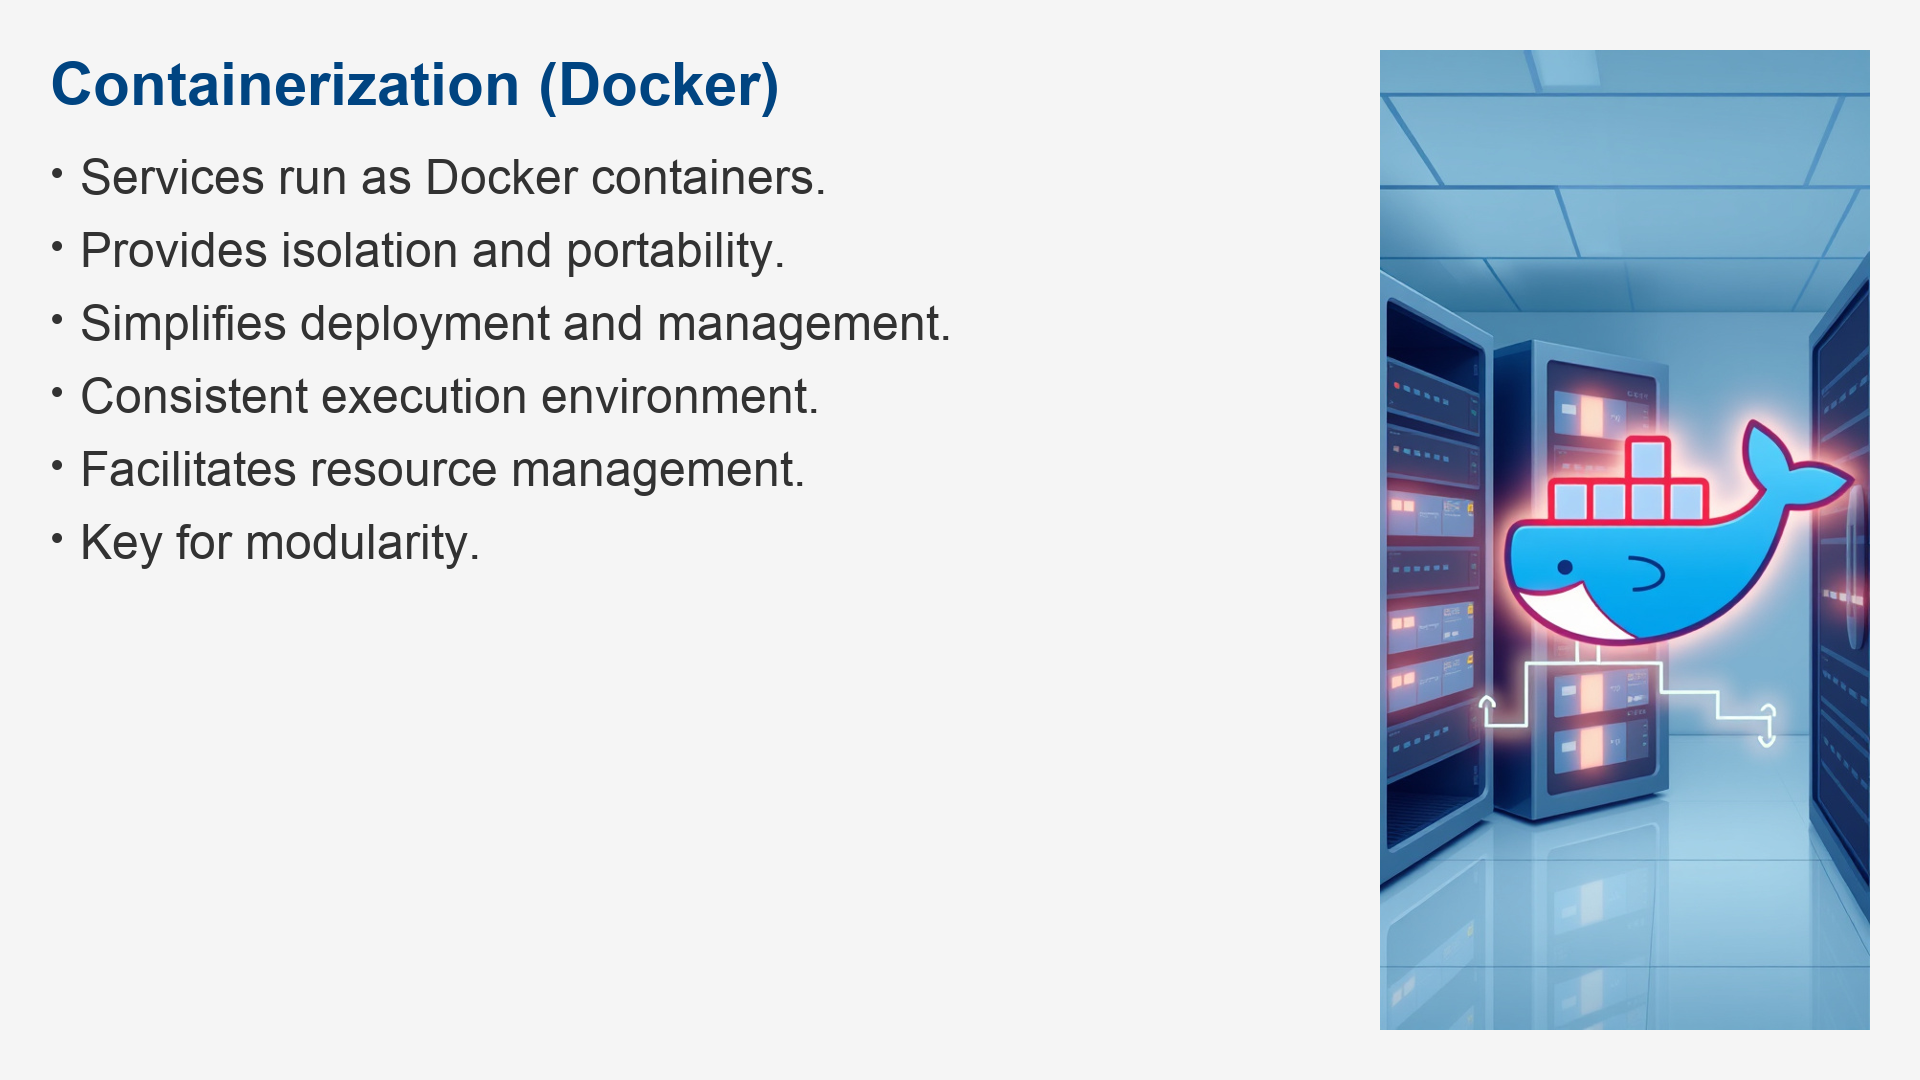 Containerization (Docker)
• Services run as Docker containers.
• Provides isolation and portability.
• Simplifies deployment and management.
• Consistent execution environment.
• Facilitates resource management.
• Key for modularity.